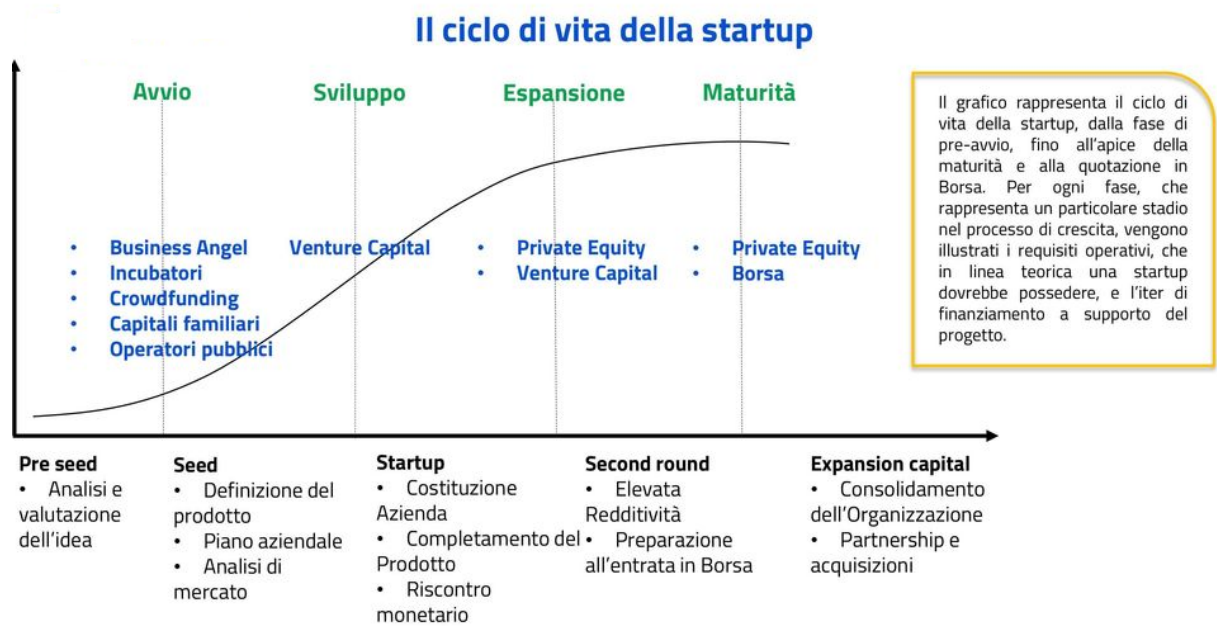 Il ciclo di vita della startup
Avvio
Sviluppo
Espansione
Maturità
• Business Angel
• Incubatori
• Crowdfunding
• Capitali familiari
• Operatori pubblici
Venture Capital
• Private Equity
• Venture Capital
• Private Equity
• Borsa
Il grafico rappresenta il ciclo di
vita della startup, dalla fase di
pre-avvio, fino all'apice della
maturità e alla quotazione in
Borsa. Per ogni fase, che
rappresenta un particolare stadio
nel processo di crescita, vengono
illustrati i requisiti operativi, che
in linea teorica una startup
dovrebbe possedere, e l'iter di
finanziamento a supporto del
progetto.
Pre seed
• Analisi e
valutazione
dell'idea
Seed
• Definizione del
prodotto
• Piano aziendale
• Analisi di
mercato
Startup
• Costituzione
Azienda
• Completamento del
Prodotto
• Riscontro
monetario
Second round
• Elevata
Redditività
• Preparazione
all'entrata in Borsa
Expansion capital
• Consolidamento
dell'Organizzazione
• Partnership e
acquisizioni